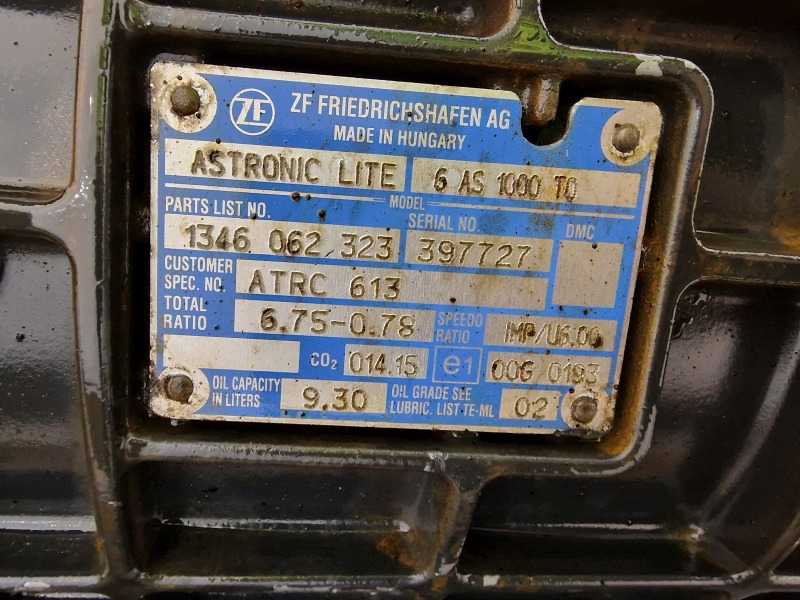 ZF ZF FRIEDRICHSHAFEN AG
MADE IN HUNGARY
ASTRONIC LITE 6 AS 1000 TO
MODEL
PARTS LIST NO. SERIAL NO. DMC
1346 062 323 397727
CUSTOMER SPEC. NO. ATRC 613
TOTAL RATIO 6.75-0.78 SPEEDO RATIO IMP/U6.00
CO₂ 014.15 e1 00G 0193
OIL CAPACITY IN LITERS 9.30 OIL GRADE SEE LUBRIC. LIST TE-ML 02